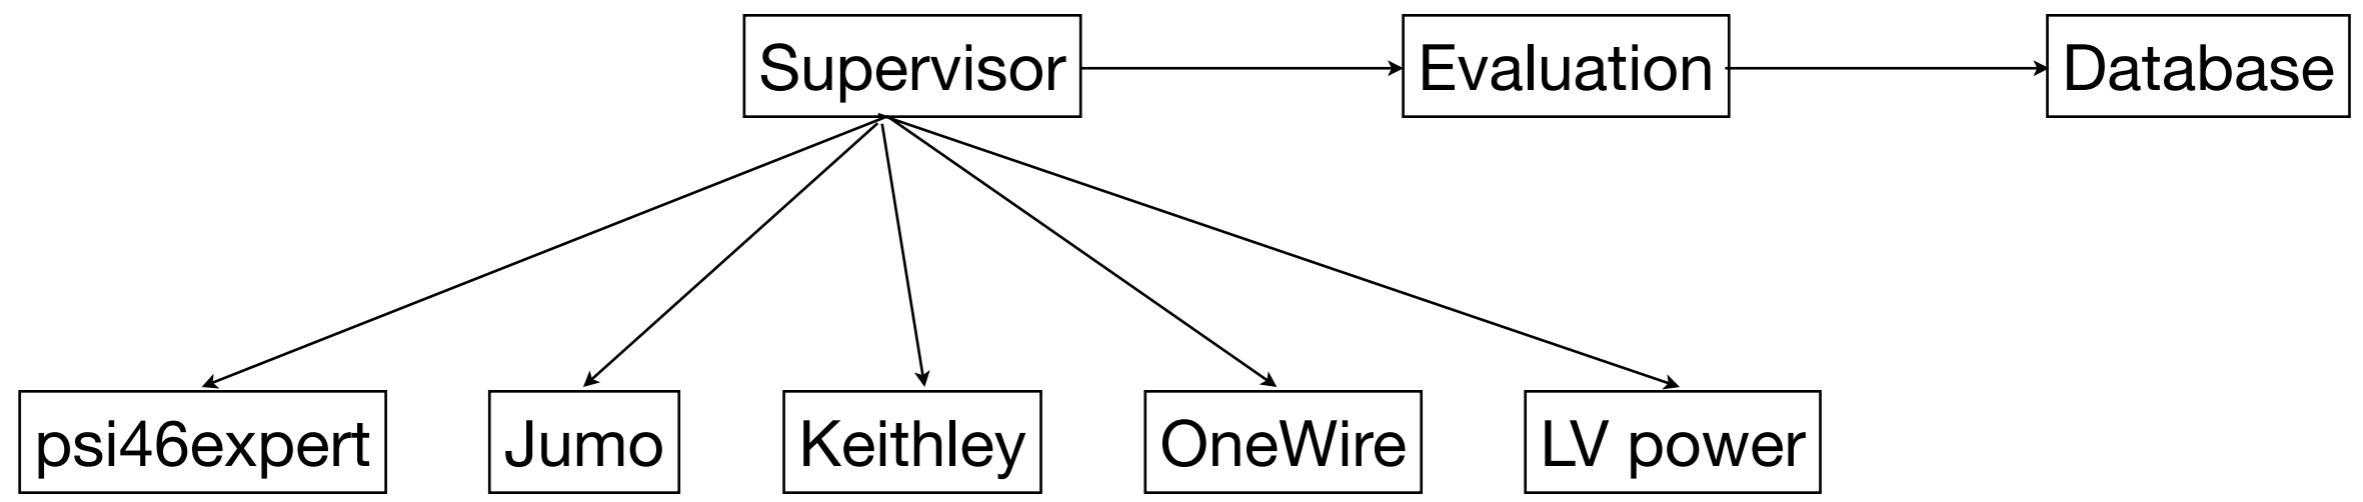 Supervisor
Evaluation
Database
psi46expert
Jumo
Keithley
OneWire
LV power